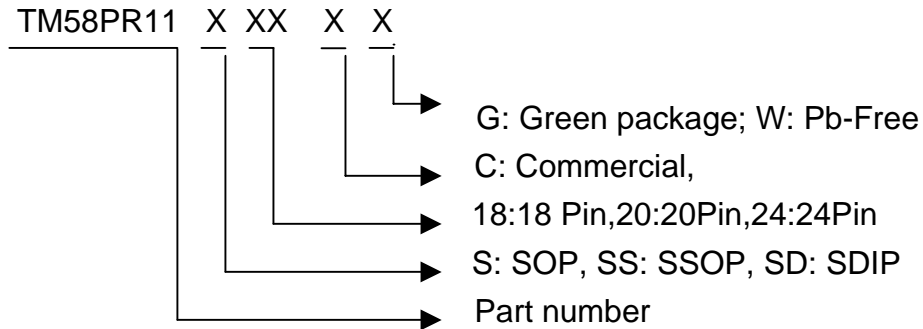 TM58PR11 X XX X X
G: Green package; W: Pb-Free
C: Commercial,
18:18 Pin,20:20Pin,24:24Pin
S: SOP, SS: SSOP, SD: SDIP
Part number